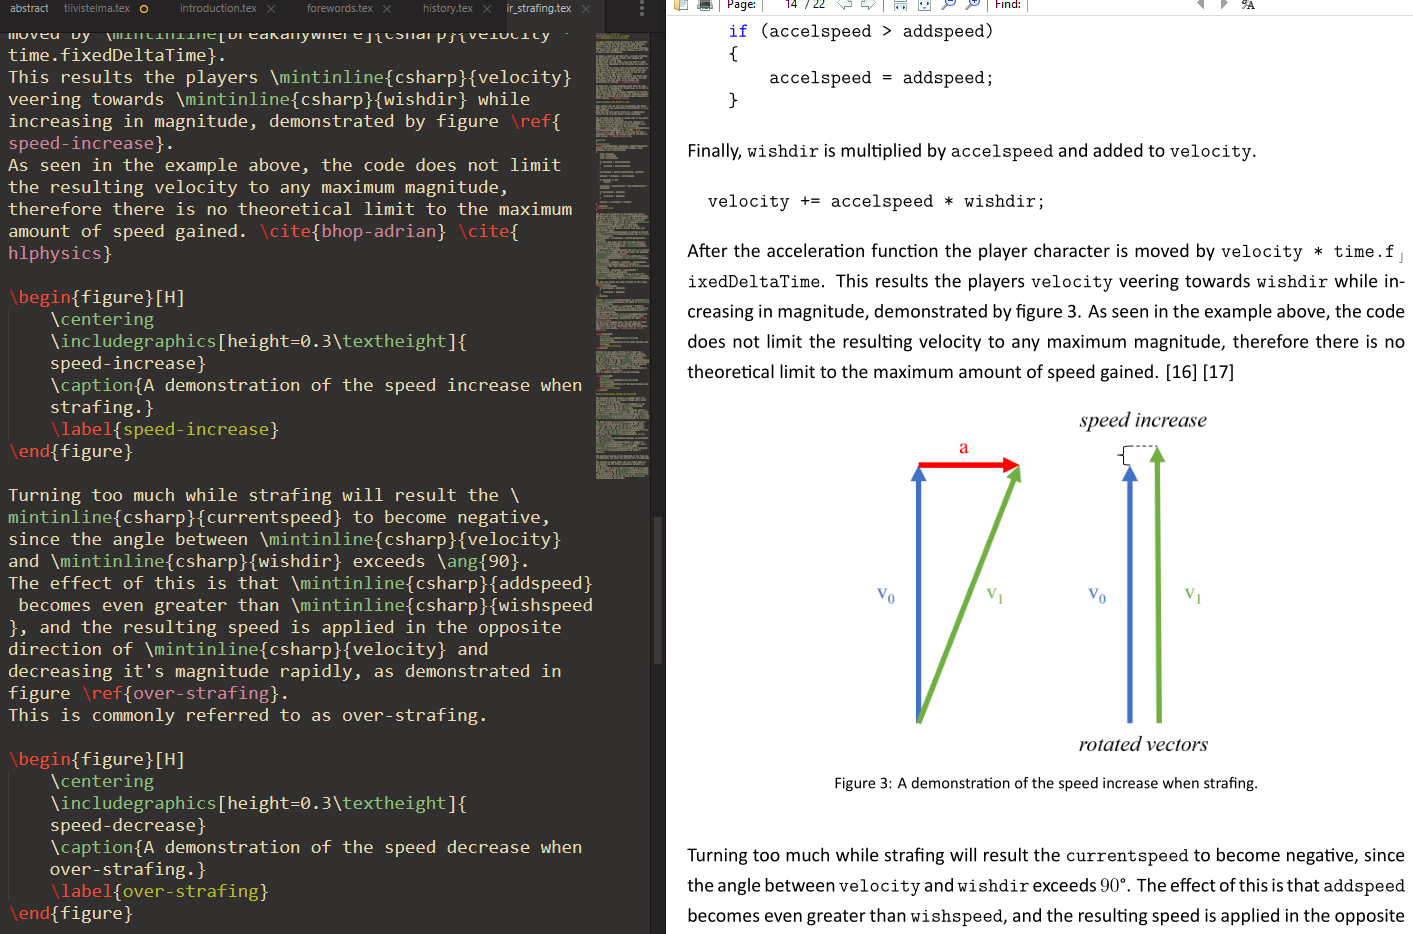 abstract tiivistelma.tex introduction.tex forewords.tex history.tex ir_strafing.tex
moved by \mintinline[breakanywhere]{csharp}{velocity *
time.fixedDeltaTime}.
This results the players \mintinline{csharp}{velocity}
veering towards \mintinline{csharp}{wishdir} while
increasing in magnitude, demonstrated by figure \ref{
speed-increase}.
As seen in the example above, the code does not limit
the resulting velocity to any maximum magnitude,
therefore there is no theoretical limit to the maximum
amount of speed gained. \cite{bhop-adrian} \cite{
hlphysics}
\begin{figure}[H]
\centering
\includegraphics[height=0.3\textheight]{
speed-increase}
\caption{A demonstration of the speed increase when
strafing.}
\label{speed-increase}
\end{figure}
Turning too much while strafing will result the \
mintinline{csharp}{currentspeed} to become negative,
since the angle between \mintinline{csharp}{velocity}
and \mintinline{csharp}{wishdir} exceeds \ang{90}.
The effect of this is that \mintinline{csharp}{addspeed}
becomes even greater than \mintinline{csharp}{wishspeed
}, and the resulting speed is applied in the opposite
direction of \mintinline{csharp}{velocity} and
decreasing it's magnitude rapidly, as demonstrated in
figure \ref{over-strafing}.
This is commonly referred to as over-strafing.
\begin{figure}[H]
\centering
\includegraphics[height=0.3\textheight]{
speed-decrease}
\caption{A demonstration of the speed decrease when
over-strafing.}
\label{over-strafing}
\end{figure}
Page: 14 / 22 Find:
if (accelspeed > addspeed)
{
accelspeed = addspeed;
}
Finally, wishdir is multiplied by accelspeed and added to velocity.
velocity += accelspeed * wishdir;
After the acceleration function the player character is moved by velocity * time.f⌋
ixedDeltaTime. This results the players velocity veering towards wishdir while in-
creasing in magnitude, demonstrated by figure 3. As seen in the example above, the code
does not limit the resulting velocity to any maximum magnitude, therefore there is no
theoretical limit to the maximum amount of speed gained. [16] [17]
speed increase
a
v0 v1 v0 v1
rotated vectors
Figure 3: A demonstration of the speed increase when strafing.
Turning too much while strafing will result the currentspeed to become negative, since
the angle between velocity and wishdir exceeds 90°. The effect of this is that addspeed
becomes even greater than wishspeed, and the resulting speed is applied in the opposite